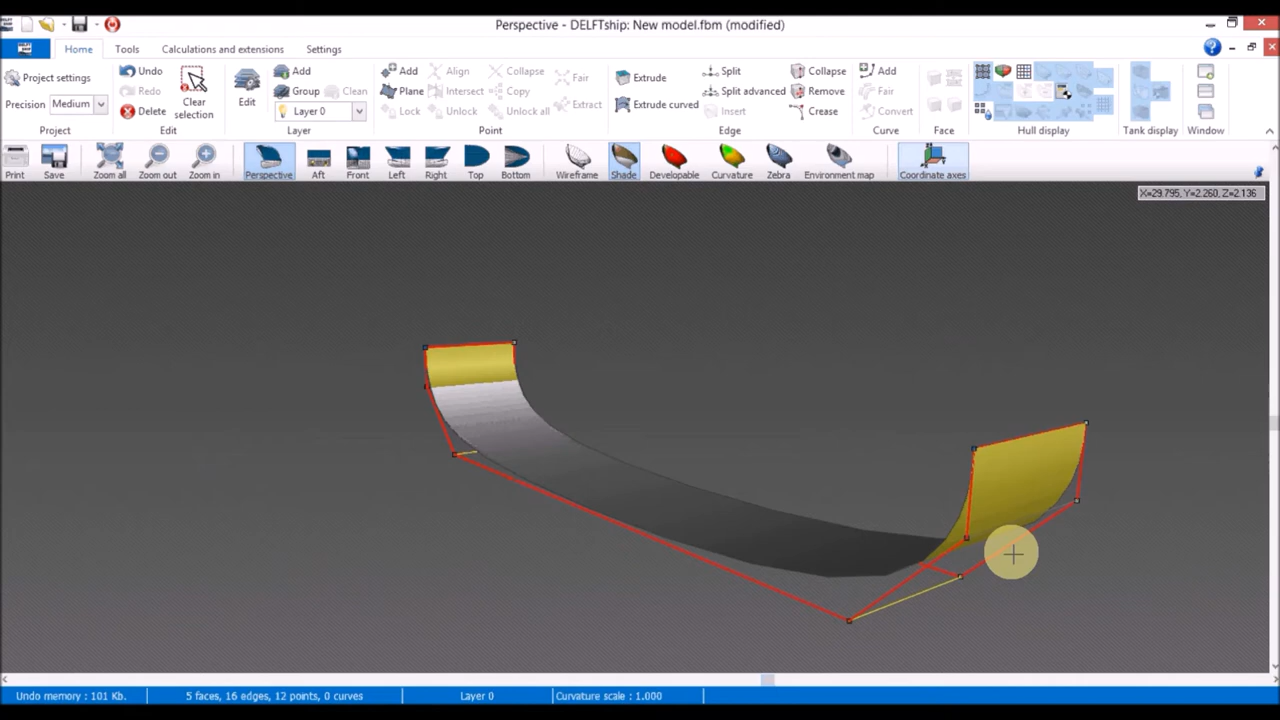 Perspective - DELFTship: New model.fbm (modified)
Home Tools Calculations and extensions Settings
Project settings
Precision Medium
Project
Undo
Redo
Delete
Clear selection
Edit
Edit
Add
Group Clean
Layer 0
Layer
Add Align Collapse
Plane Intersect Copy
Lock Unlock Unlock all
Point
Fair
Extract
Extrude
Extrude curved
Split Collapse
Split advanced Remove
Insert Crease
Edge
Add
Fair
Convert
Curve
Face
Hull display
Tank display
Window
Print Save Zoom all Zoom out Zoom in Perspective Aft Front Left Right Top Bottom Wireframe Shade Developable Curvature Zebra Environment map Coordinate axes
X=29.795, Y=2.260, Z=2.136
Undo memory : 101 Kb. 5 faces, 16 edges, 12 points, 0 curves Layer 0 Curvature scale : 1.000